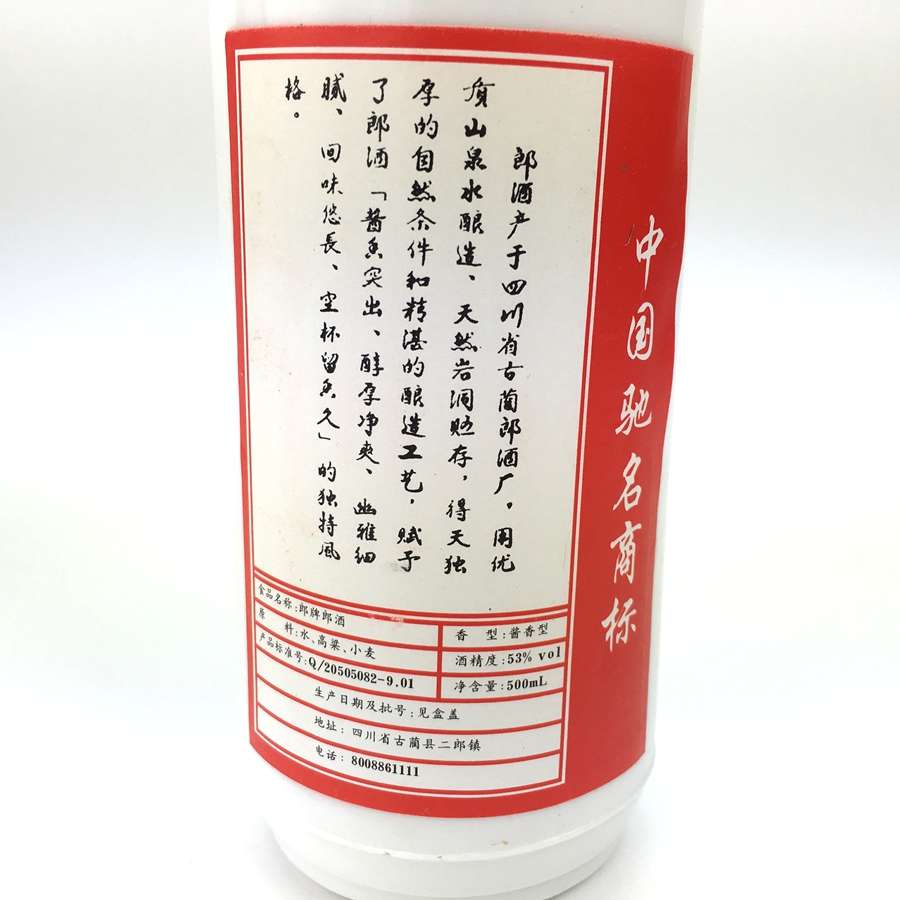 郎酒产于四川省古蔺郎酒厂，用优
质山泉水酿造、天然岩洞贮存，得天独
厚的自然条件和精湛的酿造工艺，赋予
了郎酒「酱香突出、醇厚净爽、幽雅细
腻、回味悠長、空杯留香久」的独特風
格。
中国驰名商标
食品名称:郎牌郎酒
原 料:水、高粱、小麦
香 型:酱香型
产品标准号:Q/20505082-9.01
酒精度:53% vol
净含量:500mL
生产日期及批号:见盒盖
地址: 四川省古蔺县二郎镇
电话: 8008861111